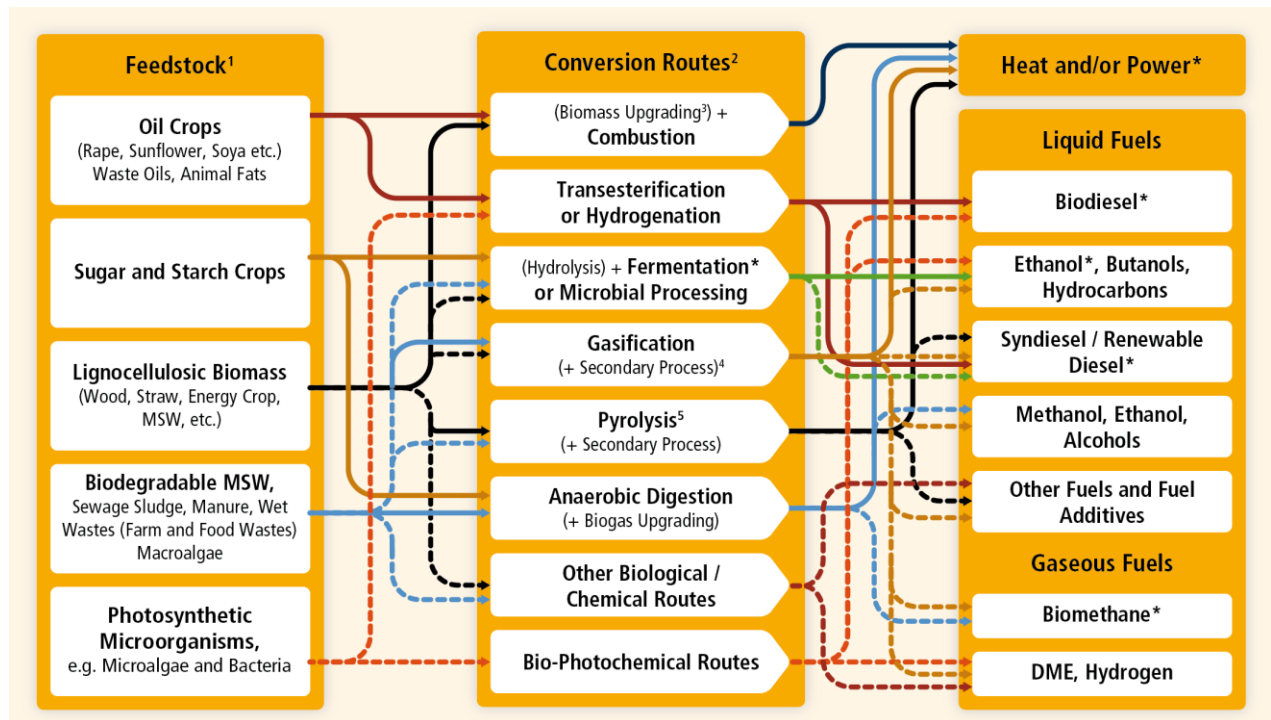 Feedstock¹
Oil Crops
(Rape, Sunflower, Soya etc.)
Waste Oils, Animal Fats
Sugar and Starch Crops
Lignocellulosic Biomass
(Wood, Straw, Energy Crop,
MSW, etc.)
Biodegradable MSW,
Sewage Sludge, Manure, Wet
Wastes (Farm and Food Wastes)
Macroalgae
Photosynthetic
Microorganisms,
e.g. Microalgae and Bacteria
Conversion Routes²
(Biomass Upgrading³) +
Combustion
Transesterification
or Hydrogenation
(Hydrolysis) + Fermentation*
or Microbial Processing
Gasification
(+ Secondary Process)⁴
Pyrolysis⁵
(+ Secondary Process)
Anaerobic Digestion
(+ Biogas Upgrading)
Other Biological /
Chemical Routes
Bio-Photochemical Routes
Heat and/or Power*
Liquid Fuels
Biodiesel*
Ethanol*, Butanols,
Hydrocarbons
Syndiesel / Renewable
Diesel*
Methanol, Ethanol,
Alcohols
Other Fuels and Fuel
Additives
Gaseous Fuels
Biomethane*
DME, Hydrogen